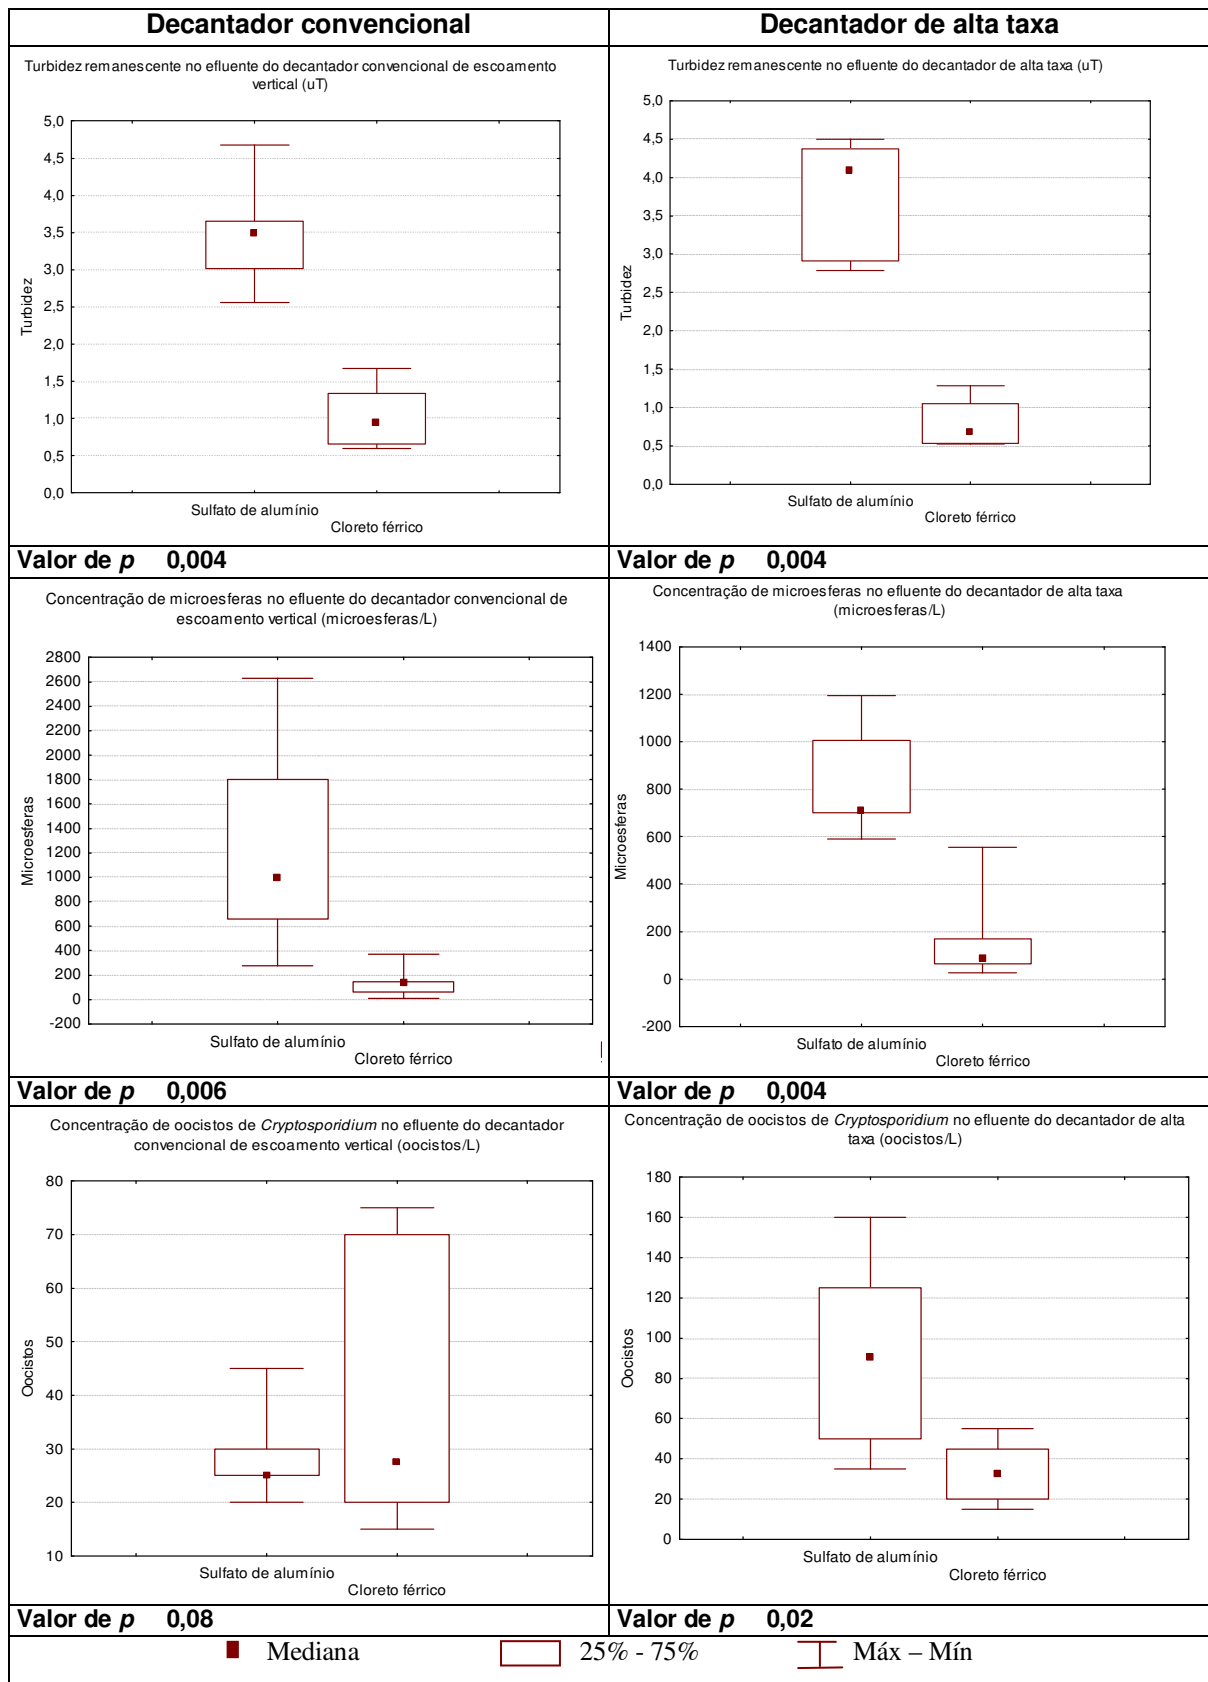 Decantador convencional
Decantador de alta taxa
Turbidez remanescente no efluente do decantador convencional de escoamento
vertical (uT)
5,0
4,5
4,0
3,5
3,0
2,5
2,0
1,5
1,0
0,5
0,0
Turbidez
Sulfato de alumínio
Cloreto férrico
Turbidez remanescente no efluente do decantador de alta taxa (uT)
5,0
4,5
4,0
3,5
3,0
2,5
2,0
1,5
1,0
0,5
0,0
Turbidez
Sulfato de alumínio
Cloreto férrico
Valor de p 0,004
Valor de p 0,004
Concentração de microesferas no efluente do decantador convencional de
escoamento vertical (microesferas/L)
2800
2600
2400
2200
2000
1800
1600
1400
1200
1000
800
600
400
200
0
-200
Microesferas
Sulfato de alumínio
Cloreto férrico
Concentração de microesferas no efluente do decantador de alta taxa
(microesferas/L)
1400
1200
1000
800
600
400
200
0
-200
Microesferas
Sulfato de alumínio
Cloreto férrico
Valor de p 0,006
Valor de p 0,004
Concentração de oocistos de Cryptosporidium no efluente do decantador
convencional de escoamento vertical (oocistos/L)
80
70
60
50
40
30
20
10
Oocistos
Sulfato de alumínio
Cloreto férrico
Concentração de oocistos de Cryptosporidium no efluente do decantador de alta
taxa (oocistos/L)
180
160
140
120
100
80
60
40
20
0
Oocistos
Sulfato de alumínio
Cloreto férrico
Valor de p 0,08
Valor de p 0,02
Mediana 25% - 75% Máx – Mín